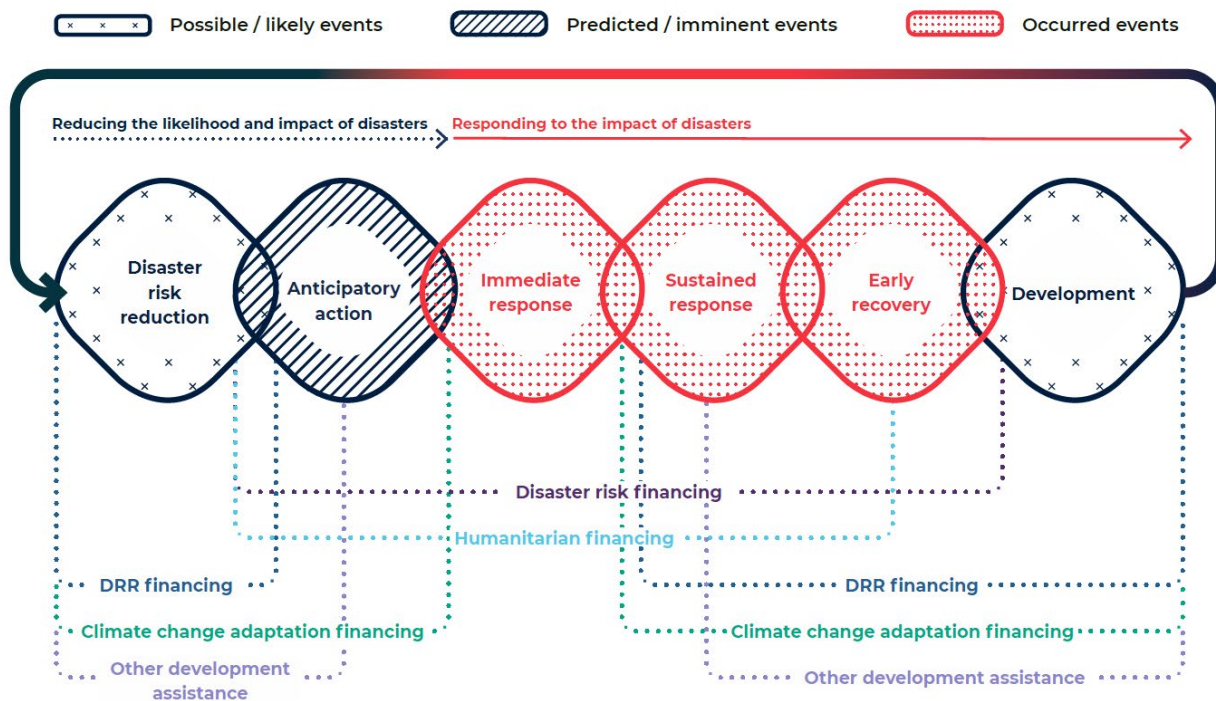 Possible / likely events
Predicted / imminent events
Occurred events
Reducing the likelihood and impact of disasters
Responding to the impact of disasters
Disaster
risk
reduction
Anticipatory
action
Immediate
response
Sustained
response
Early
recovery
Development
Disaster risk financing
Humanitarian financing
DRR financing
DRR financing
Climate change adaptation financing
Climate change adaptation financing
Other development
assistance
Other development assistance